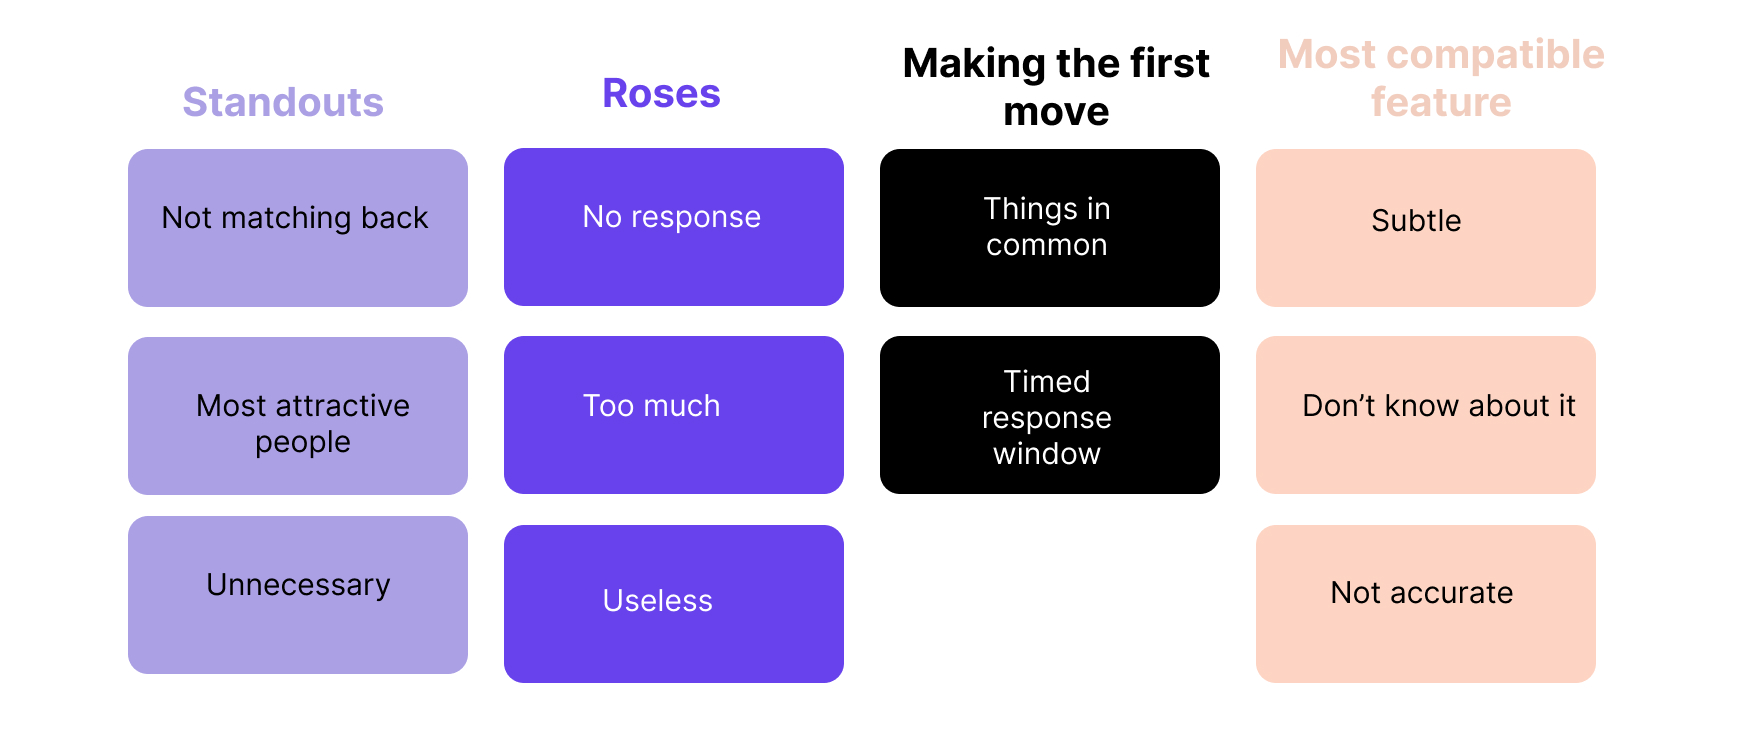 Standouts
Not matching back
Most attractive
people
Unnecessary
Roses
No response
Too much
Useless
Making the first
move
Things in
common
Timed
response
window
Most compatible
feature
Subtle
Don’t know about it
Not accurate